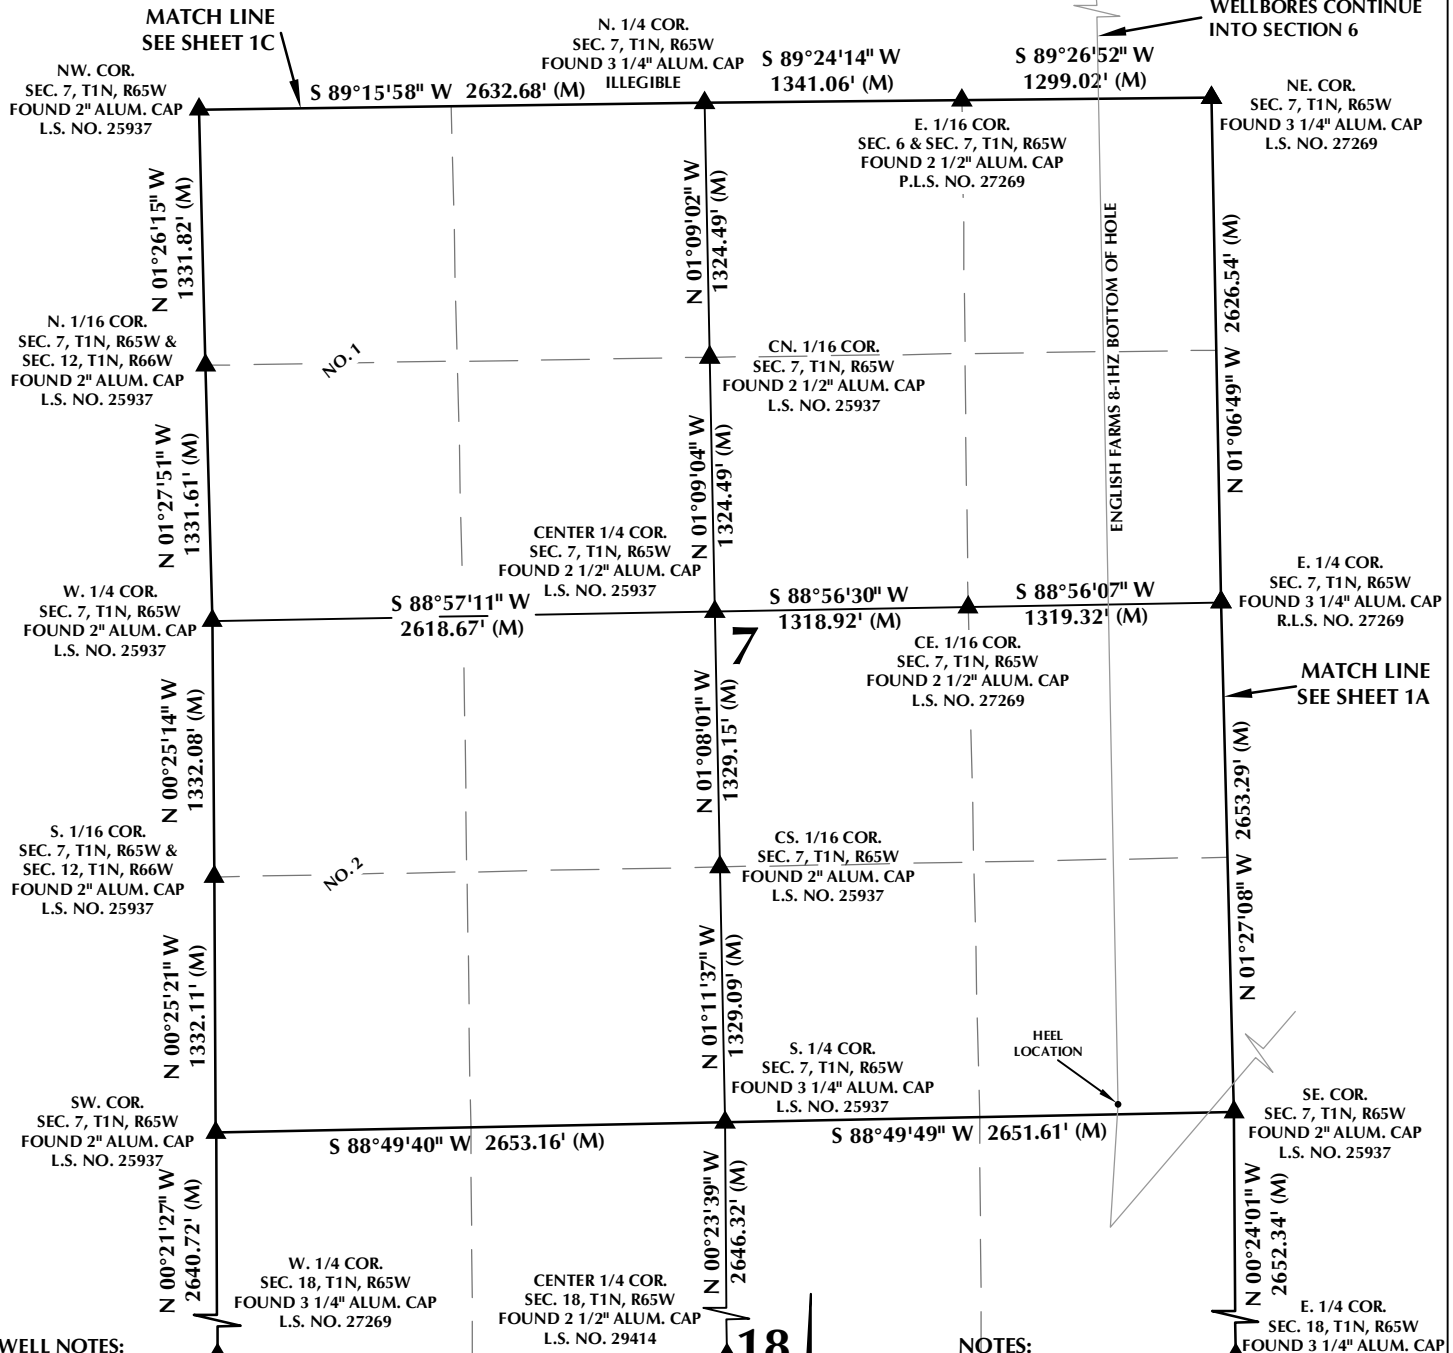 MATCH LINE
SEE SHEET 1C
WELLBORES CONTINUE
INTO SECTION 6
N. 1/4 COR.
SEC. 7, T1N, R65W
FOUND 3 1/4" ALUM. CAP
ILLEGIBLE
NW. COR.
SEC. 7, T1N, R65W
FOUND 2" ALUM. CAP
L.S. NO. 25937
S 89°15'58" W 2632.68' (M)
S 89°24'14" W
1341.06' (M)
S 89°26'52" W
1299.02' (M)
NE. COR.
SEC. 7, T1N, R65W
FOUND 3 1/4" ALUM. CAP
L.S. NO. 27269
E. 1/16 COR.
SEC. 6 & SEC. 7, T1N, R65W
FOUND 2 1/2" ALUM. CAP
P.L.S. NO. 27269
N 01°26'15" W
1331.82' (M)
N 01°09'02" W
1324.49' (M)
ENGLISH FARMS 8-1HZ BOTTOM OF HOLE
N 01°06'49" W 2626.54' (M)
N. 1/16 COR.
SEC. 7, T1N, R65W &
SEC. 12, T1N, R66W
FOUND 2" ALUM. CAP
L.S. NO. 25937
NO. 1
CN. 1/16 COR.
SEC. 7, T1N, R65W
FOUND 2 1/2" ALUM. CAP
L.S. NO. 25937
N 01°27'51" W
1331.61' (M)
N 01°09'04" W
1324.49' (M)
CENTER 1/4 COR.
SEC. 7, T1N, R65W
FOUND 2 1/2" ALUM. CAP
L.S. NO. 25937
W. 1/4 COR.
SEC. 7, T1N, R65W
FOUND 2" ALUM. CAP
L.S. NO. 25937
S 88°57'11" W
2618.67' (M)
S 88°56'30" W
1318.92' (M)
S 88°56'07" W
1319.32' (M)
E. 1/4 COR.
SEC. 7, T1N, R65W
FOUND 3 1/4" ALUM. CAP
R.L.S. NO. 27269
7
CE. 1/16 COR.
SEC. 7, T1N, R65W
FOUND 2 1/2" ALUM. CAP
L.S. NO. 27269
MATCH LINE
SEE SHEET 1A
N 00°25'14" W
1332.08' (M)
N 01°08'01" W
1329.15' (M)
N 01°27'08" W 2653.29' (M)
S. 1/16 COR.
SEC. 7, T1N, R65W &
SEC. 12, T1N, R66W
FOUND 2" ALUM. CAP
L.S. NO. 25937
NO. 2
CS. 1/16 COR.
SEC. 7, T1N, R65W
FOUND 2" ALUM. CAP
L.S. NO. 25937
N 00°25'21" W
1332.11' (M)
N 01°11'37" W
1329.09' (M)
HEEL
LOCATION
S. 1/4 COR.
SEC. 7, T1N, R65W
FOUND 3 1/4" ALUM. CAP
L.S. NO. 25937
SW. COR.
SEC. 7, T1N, R65W
FOUND 2" ALUM. CAP
L.S. NO. 25937
SE. COR.
SEC. 7, T1N, R65W
FOUND 2" ALUM. CAP
L.S. NO. 25937
S 88°49'40" W 2653.16' (M)
S 88°49'49" W 2651.61' (M)
N 00°21'27" W
2640.72' (M)
N 00°23'39" W
2646.32' (M)
N 00°24'01" W
2652.34' (M)
W. 1/4 COR.
SEC. 18, T1N, R65W
FOUND 3 1/4" ALUM. CAP
L.S. NO. 27269
CENTER 1/4 COR.
SEC. 18, T1N, R65W
FOUND 2 1/2" ALUM. CAP
L.S. NO. 29414
E. 1/4 COR.
SEC. 18, T1N, R65W
FOUND 3 1/4" ALUM. CAP
18
WELL NOTES:
NOTES: